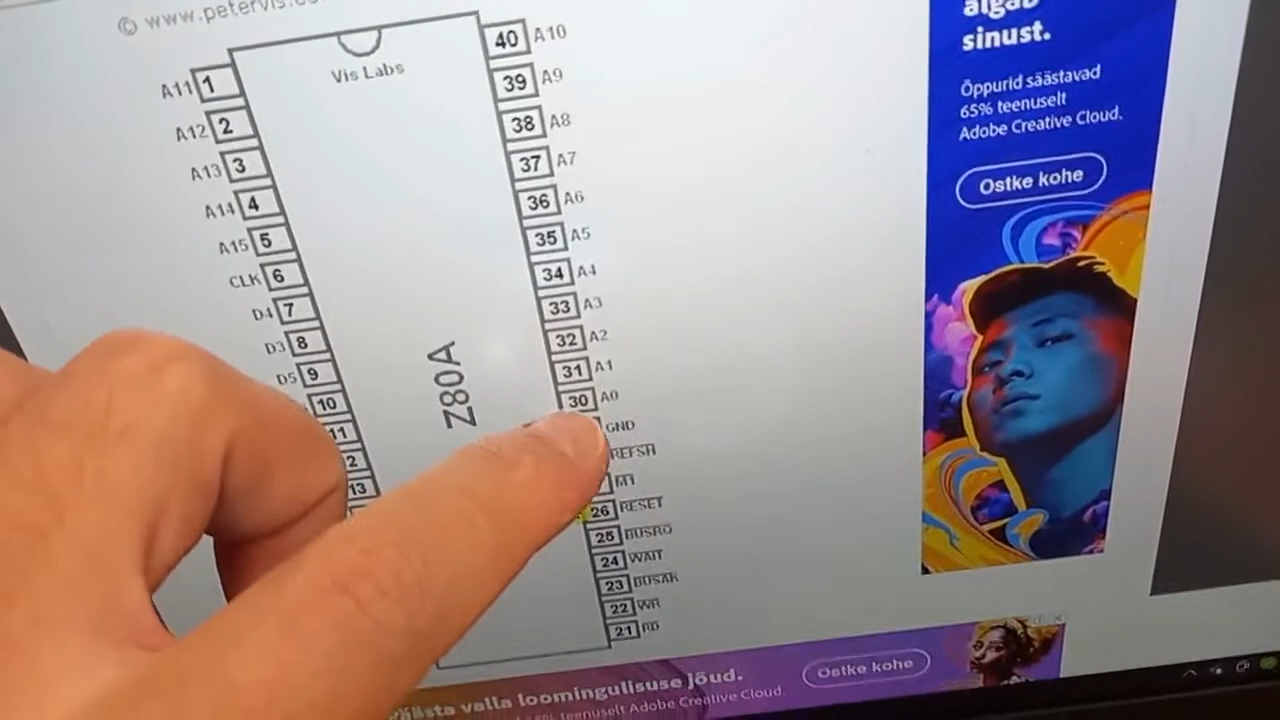 © www.petervis.co
Vis Labs
A11 1
A12 2
A13 3
A14 4
A15 5
CLK 6
D4 7
D3 8
D5 9
10
11
2
13
40 A10
39 A9
38 A8
37 A7
36 A6
35 A5
34 A4
33 A3
32 A2
31 A1
30 A0
GND
REFSH
M1
26 RESET
25 BUSRQ
24 WAIT
23 BUSAK
22 WR
21 RD
Z80A
sinust.
Õppurid säästavad
65% teenuselt
Adobe Creative Cloud.
Ostke kohe
valla loomingulisuse jõud.
teenuselt Adobe Creative Cloud.
Ostke kohe